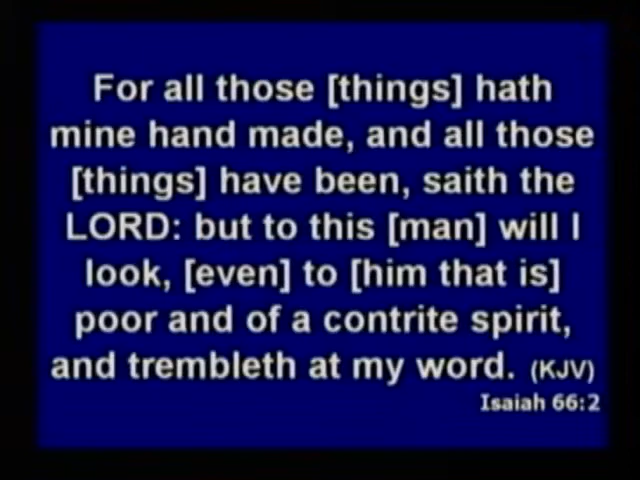 For all those [things] hath
mine hand made, and all those
[things] have been, saith the
LORD: but to this [man] will I
look, [even] to [him that is]
poor and of a contrite spirit,
and trembleth at my word. (KJV)
Isaiah 66:2